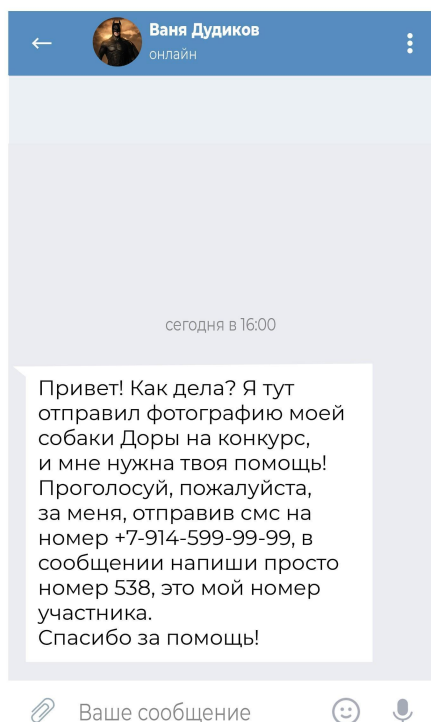 Ваня Дудиков
онлайн
сегодня в 16:00
Привет! Как дела? Я тут
отправил фотографию моей
собаки Доры на конкурс,
и мне нужна твоя помощь!
Проголосуй, пожалуйста,
за меня, отправив смс на
номер +7-914-599-99-99, в
сообщении напиши просто
номер 538, это мой номер
участника.
Спасибо за помощь!
Ваше сообщение